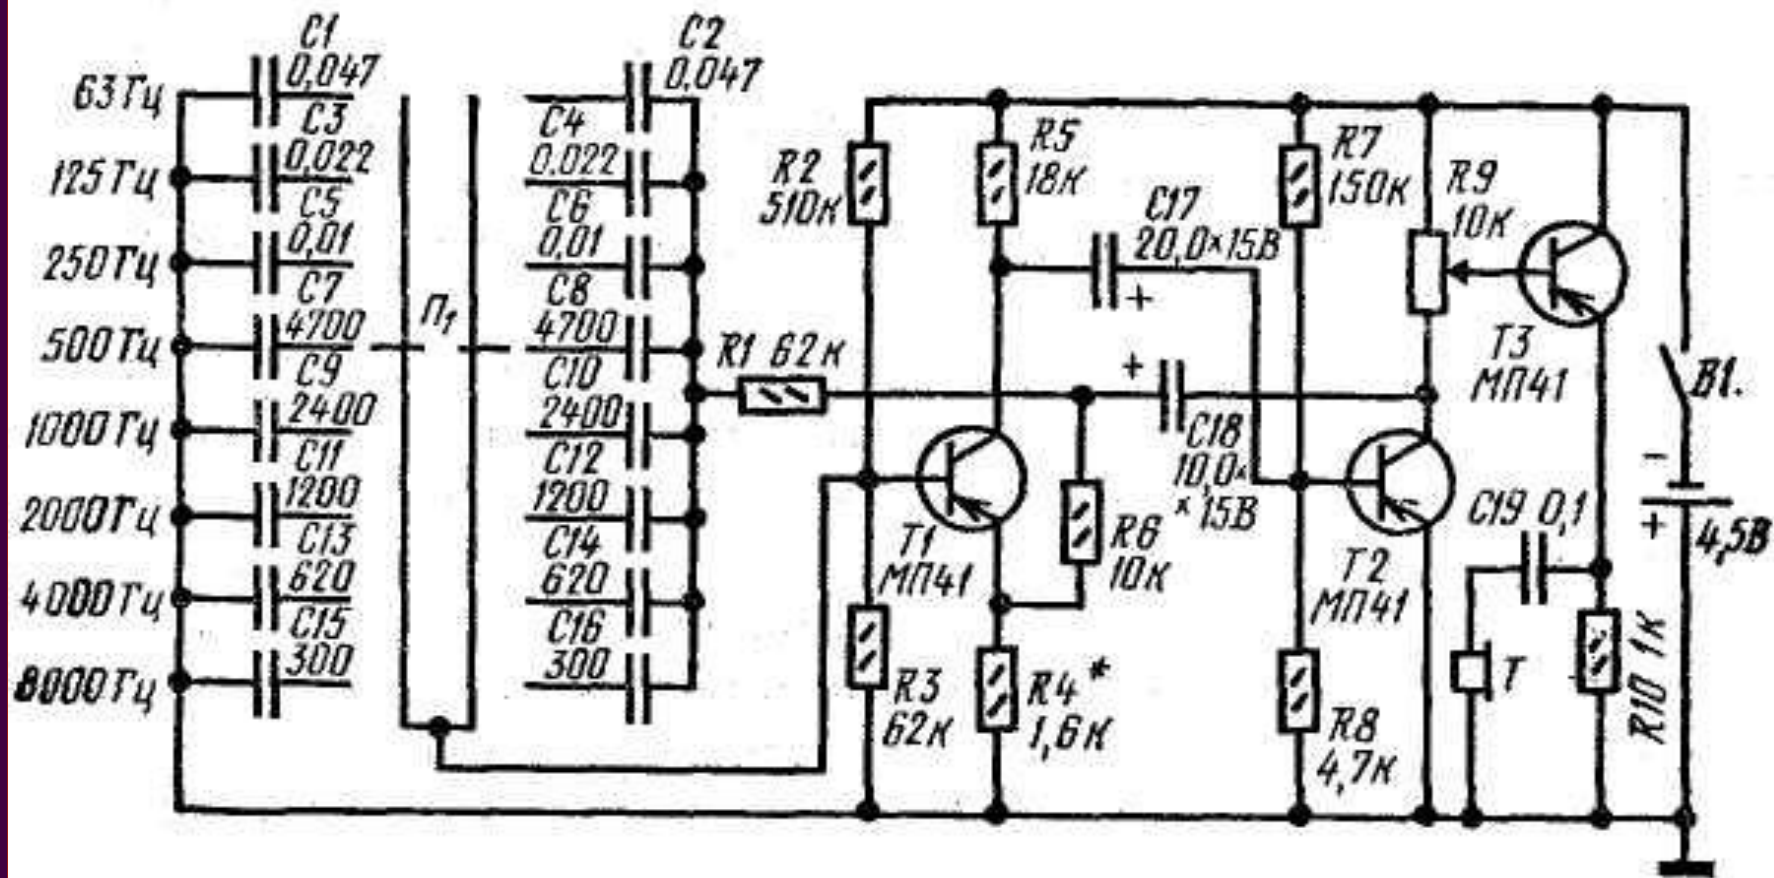 C1
0,047
63 Гц
C3
0,022
125 Гц
C5
0,01
250 Гц
C7
4700
500 Гц
C9
2400
1000 Гц
C11
1200
2000 Гц
C13
620
4000 Гц
C15
300
8000 Гц
П1
C2
0,047
C4
0.022
C6
0,01
C8
4700
C10
2400
C12
1200
C14
620
C16
300
R1 62к
R2
510к
R3
62к
R5
18к
T1
МП41
R4*
1,6к
C17
20,0×15В
+
+
C18
10,0×
×15В
R6
10к
R7
150к
R8
4,7к
T2
МП41
R9
10к
T3
МП41
C19 0,1
T
R10 1к
В1.
-
+
4,5В